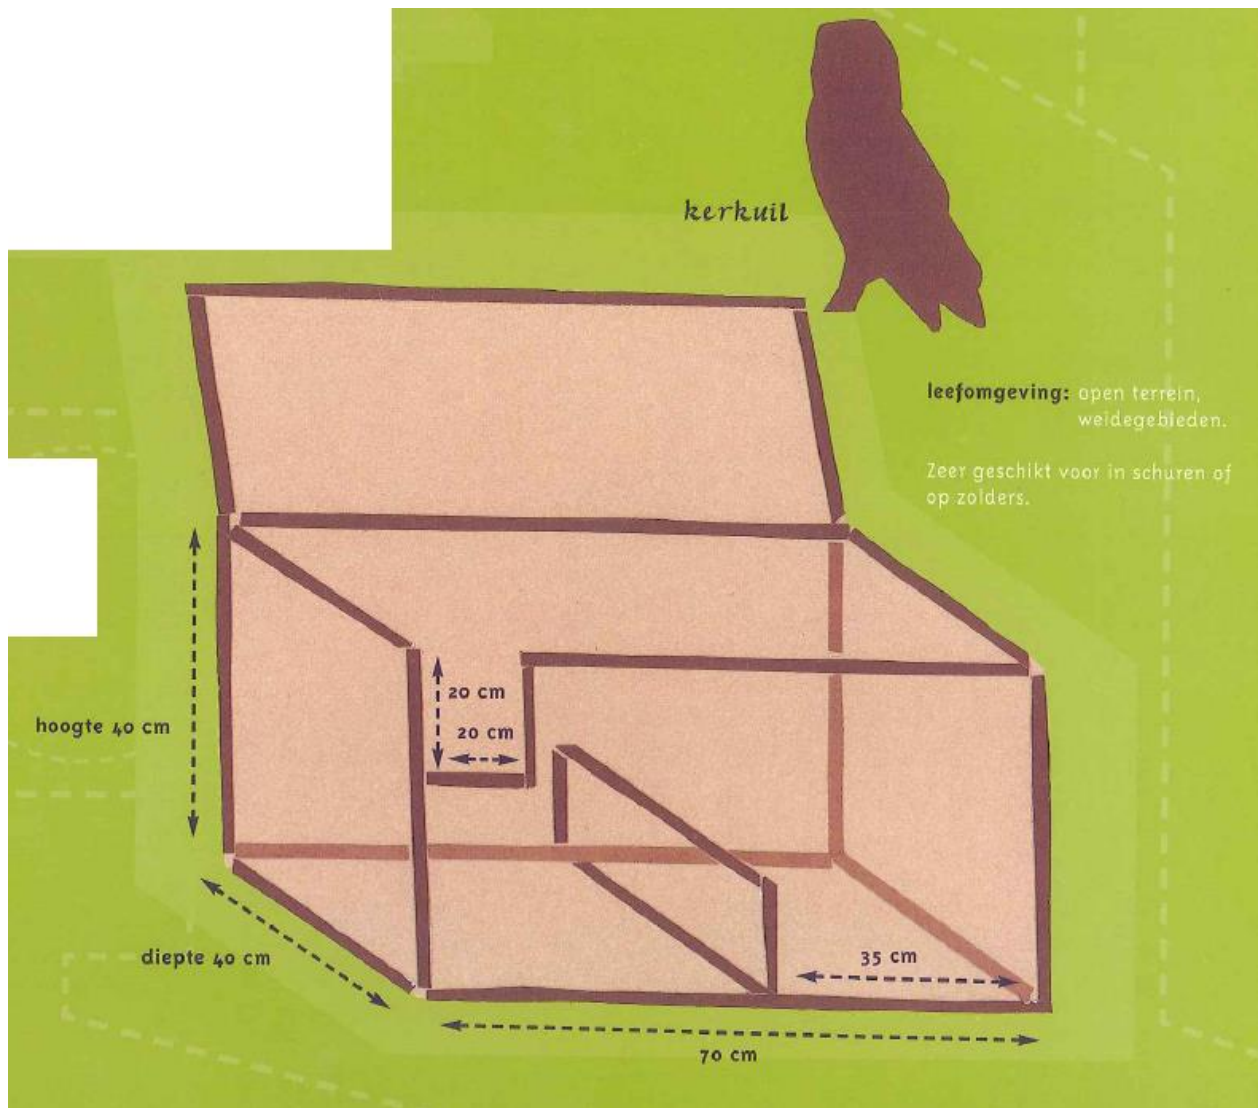 kerkuil
leefomgeving: open terrein,
weidegebieden.
Zeer geschikt voor in schuren of
op zolders.
20 cm
20 cm
hoogte 40 cm
diepte 40 cm
35 cm
70 cm